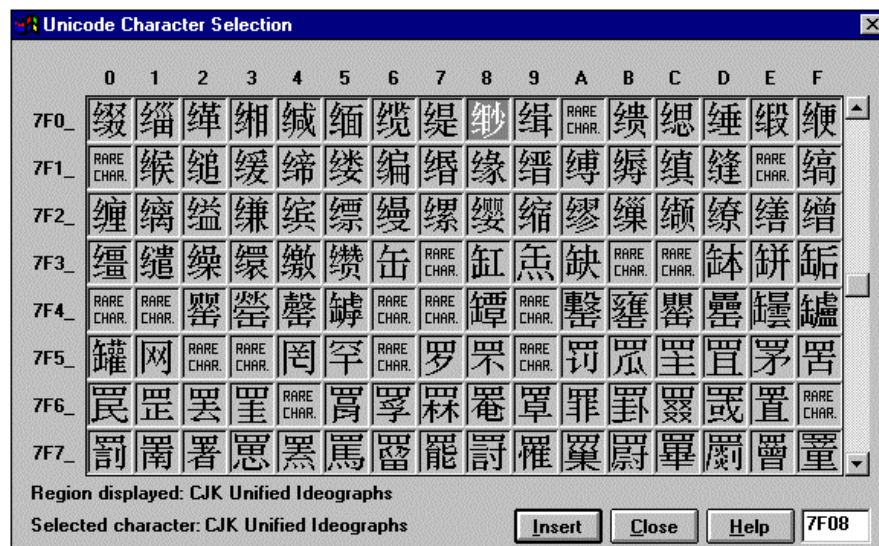 Unicode Character Selection
0 1 2 3 4 5 6 7 8 9 A B C D E F
7F0_ 缀 缁 缂 缃 缄 缅 缆 缇 缈 缉 RARE CHAR. 缋 缌 缍 缎 缏
7F1_ RARE CHAR. 缑 缒 缓 缔 缕 编 缗 缘 缙 缚 缛 缜 缝 RARE CHAR. 缟
7F2_ 缠 缡 缢 缣 缤 缥 缦 缧 缨 缩 缪 缫 缬 缭 缮 缯
7F3_ 缰 缱 缲 缳 缴 缵 缶 RARE CHAR. 缸 缹 缺 RARE CHAR. RARE CHAR. 缽 缾 缿
7F4_ RARE CHAR. RARE CHAR. 罂 罃 罄 罅 RARE CHAR. RARE CHAR. 罈 RARE CHAR. 罊 罋 罌 罍 罎 罏
7F5_ 罐 网 RARE CHAR. RARE CHAR. 罔 罕 RARE CHAR. 罗 罘 RARE CHAR. 罚 罛 罜 罝 罞 罟
7F6_ 罠 罡 罢 罣 RARE CHAR. 罥 罦 罧 罨 罩 罪 罫 罬 罭 置 RARE CHAR.
7F7_ 罰 罱 署 罳 罴 罵 罶 罷 罸 罹 罺 罻 罼 罽 罾 罿
Region displayed: CJK Unified Ideographs
Selected character: CJK Unified Ideographs Insert Close Help 7F08